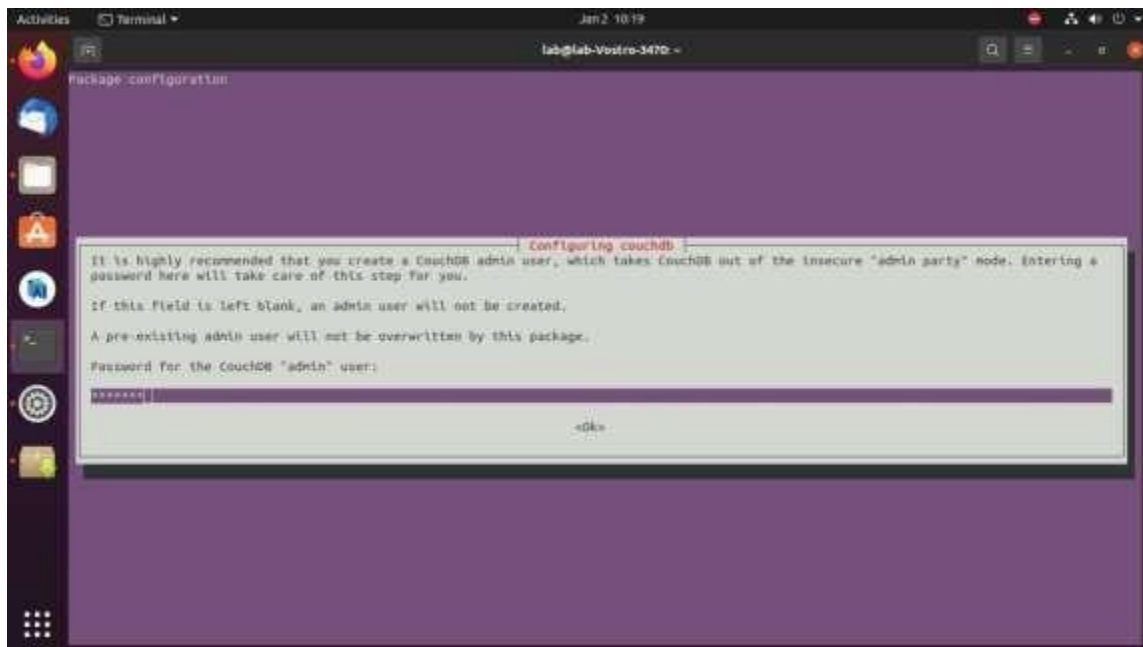 Activities
Terminal
Jan 2 10:19
lab@lab-Vostro-3470: ~
Package configuration
Configuring couchdb
It is highly recommended that you create a CouchDB admin user, which takes CouchDB out of the insecure "admin party" mode. Entering a
password here will take care of this step for you.
If this field is left blank, an admin user will not be created.
A pre-existing admin user will not be overwritten by this package.
Password for the CouchDB "admin" user:
*******
<Ok>